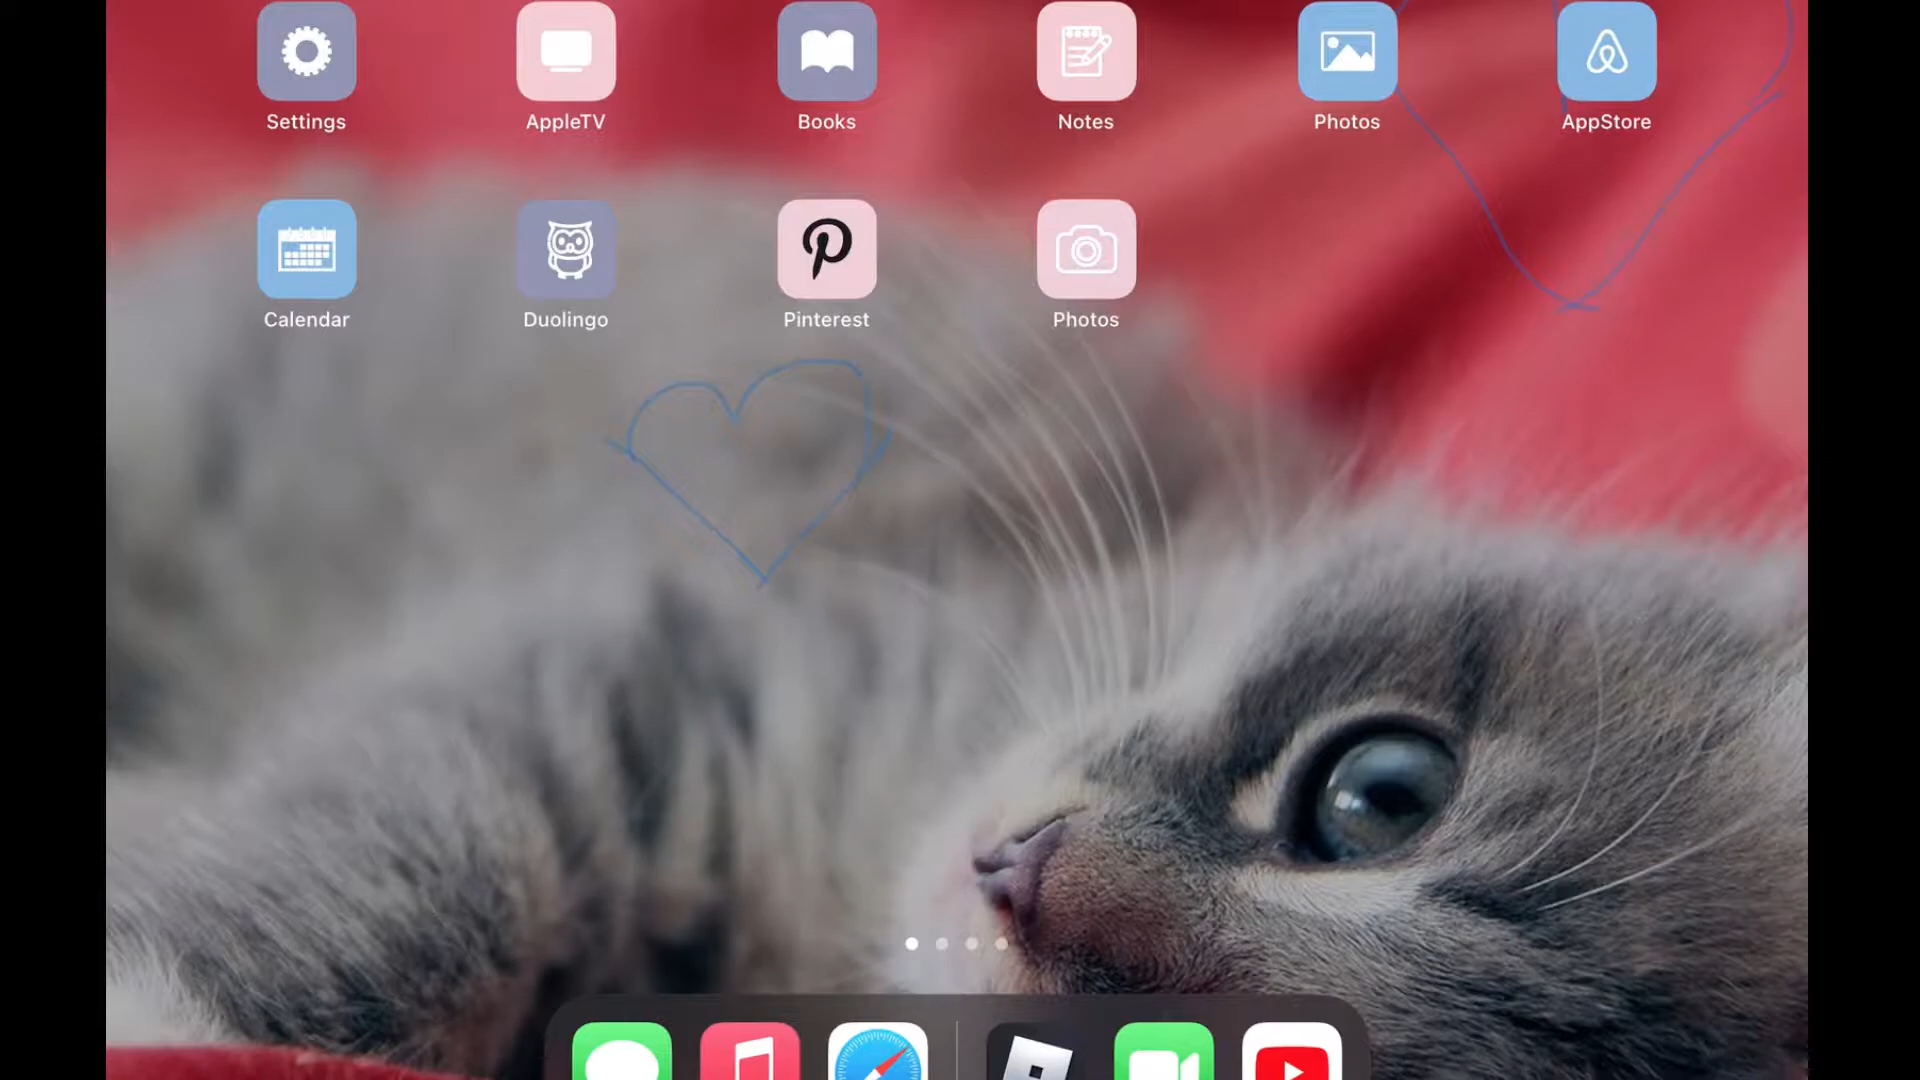 Settings
AppleTV
Books
Notes
Photos
AppStore
Calendar
Duolingo
Pinterest
Photos